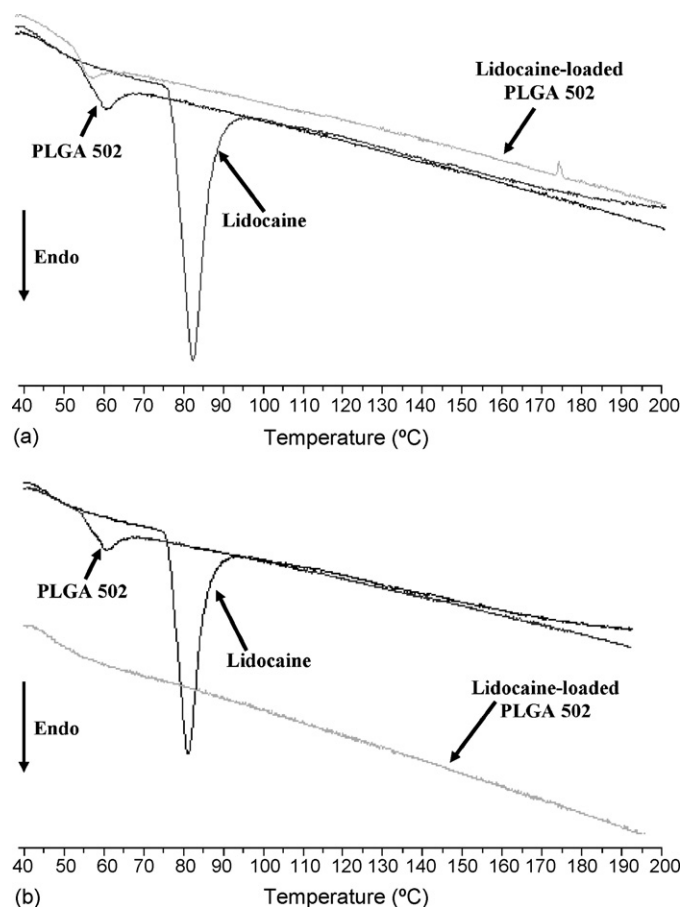 Lidocaine-loaded
PLGA 502
PLGA 502
Lidocaine
Endo
40 50 60 70 80 90 100 110 120 130 140 150 160 170 180 190 200
(a)
Temperature (ºC)
PLGA 502
Lidocaine
Lidocaine-loaded
PLGA 502
Endo
40 50 60 70 80 90 100 110 120 130 140 150 160 170 180 190 200
(b)
Temperature (ºC)